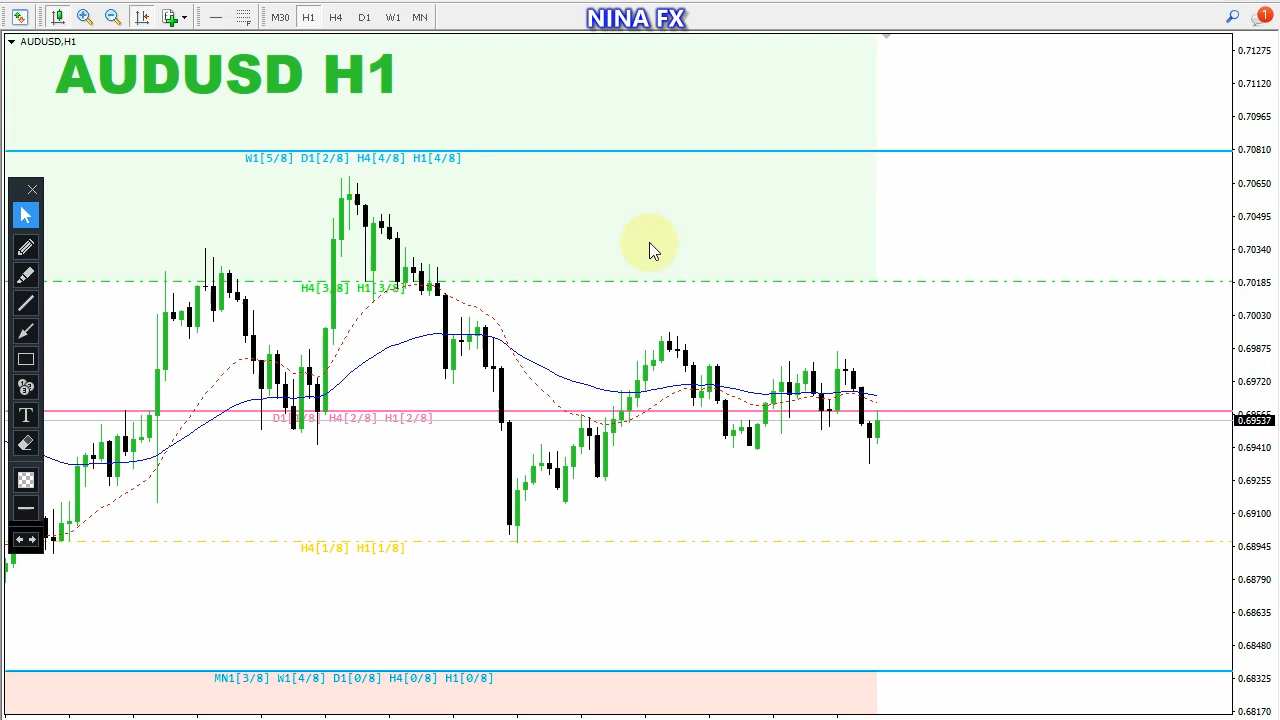 M30 H1 H4 D1 W1 MN
NINA FX
1
AUDUSD,H1
AUDUSD H1
W1[5/8] D1[2/8] H4[4/8] H1[4/8]
H4[3/8] H1[3/8]
D1[1/8] H4[2/8] H1[2/8]
H4[1/8] H1[1/8]
MN1[3/8] W1[4/8] D1[0/8] H4[0/8] H1[0/8]
T
0.71275
0.71120
0.70965
0.70810
0.70650
0.70495
0.70340
0.70185
0.70030
0.69875
0.69720
0.69537
0.69410
0.69255
0.69100
0.68945
0.68790
0.68635
0.68480
0.68325
0.68170